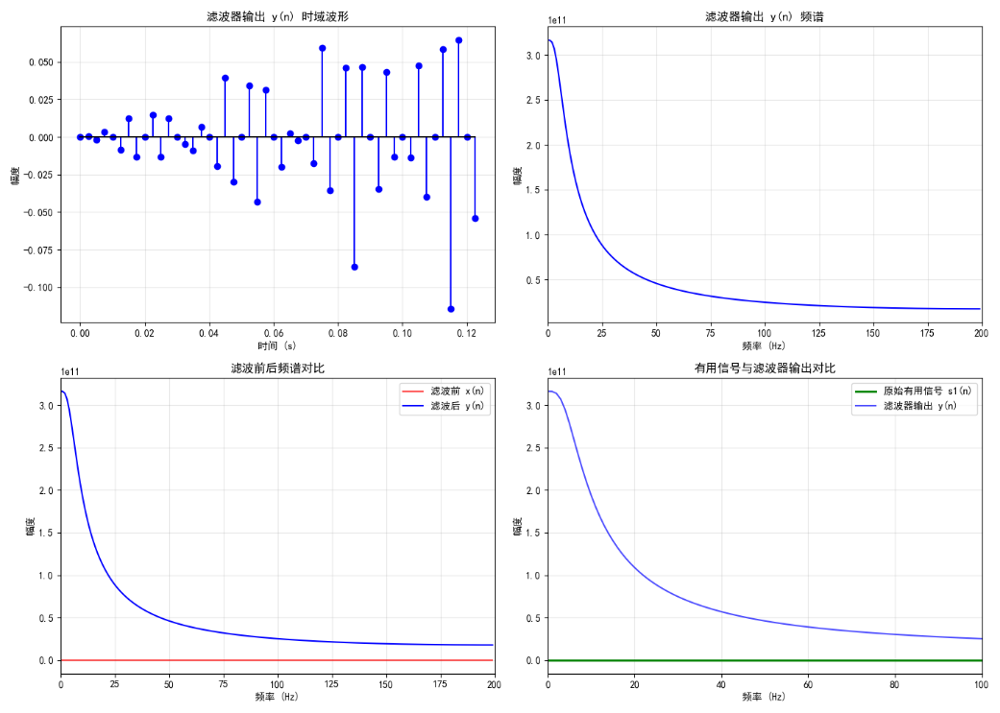 滤波器输出 y(n) 时域波形
幅度
0.050
0.025
0.000
−0.025
−0.050
−0.075
−0.100
0.00 0.02 0.04 0.06 0.08 0.10 0.12
时间 (s)
滤波器输出 y(n) 频谱
1e11
幅度
3.0
2.5
2.0
1.5
1.0
0.5
0 25 50 75 100 125 150 175 200
频率 (Hz)
滤波前后频谱对比
1e11
幅度
3.0
2.5
2.0
1.5
1.0
0.5
0.0
滤波前 x(n)
滤波后 y(n)
0 25 50 75 100 125 150 175 200
频率 (Hz)
有用信号与滤波器输出对比
1e11
幅度
3.0
2.5
2.0
1.5
1.0
0.5
0.0
原始有用信号 s1(n)
滤波器输出 y(n)
0 20 40 60 80 100
频率 (Hz)